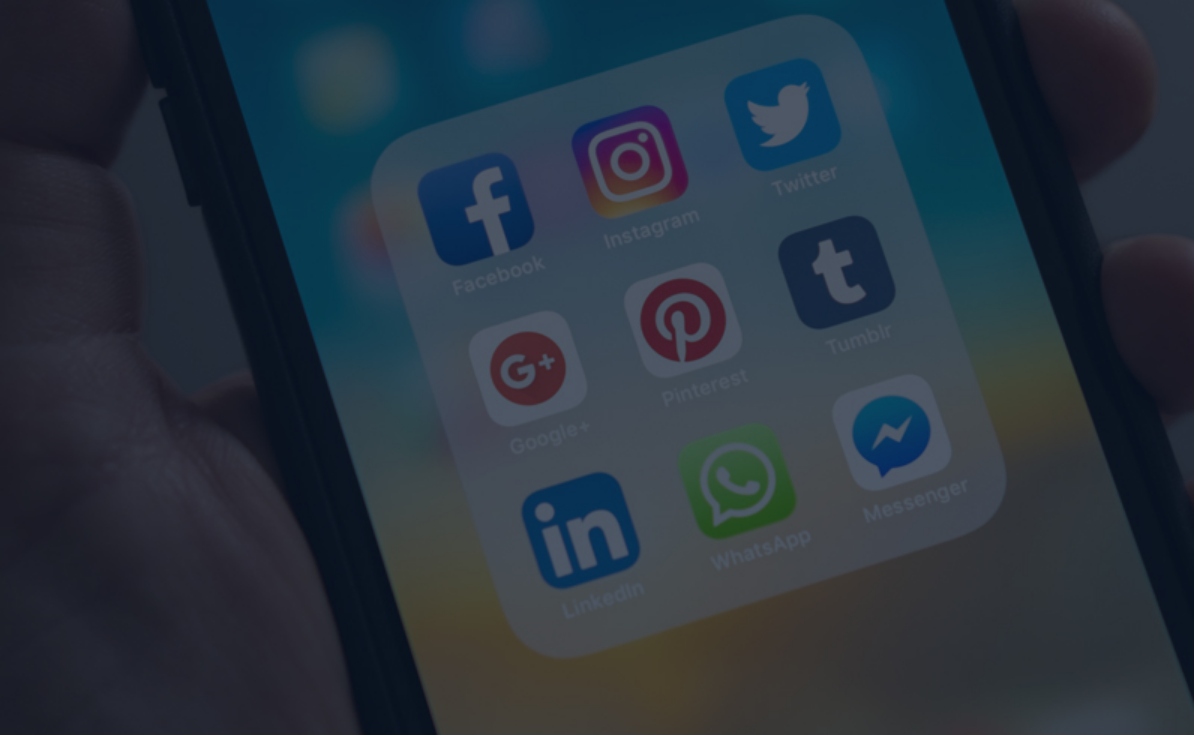 Facebook
Instagram
Twitter
Google+
Pinterest
Tumblr
LinkedIn
WhatsApp
Messenger